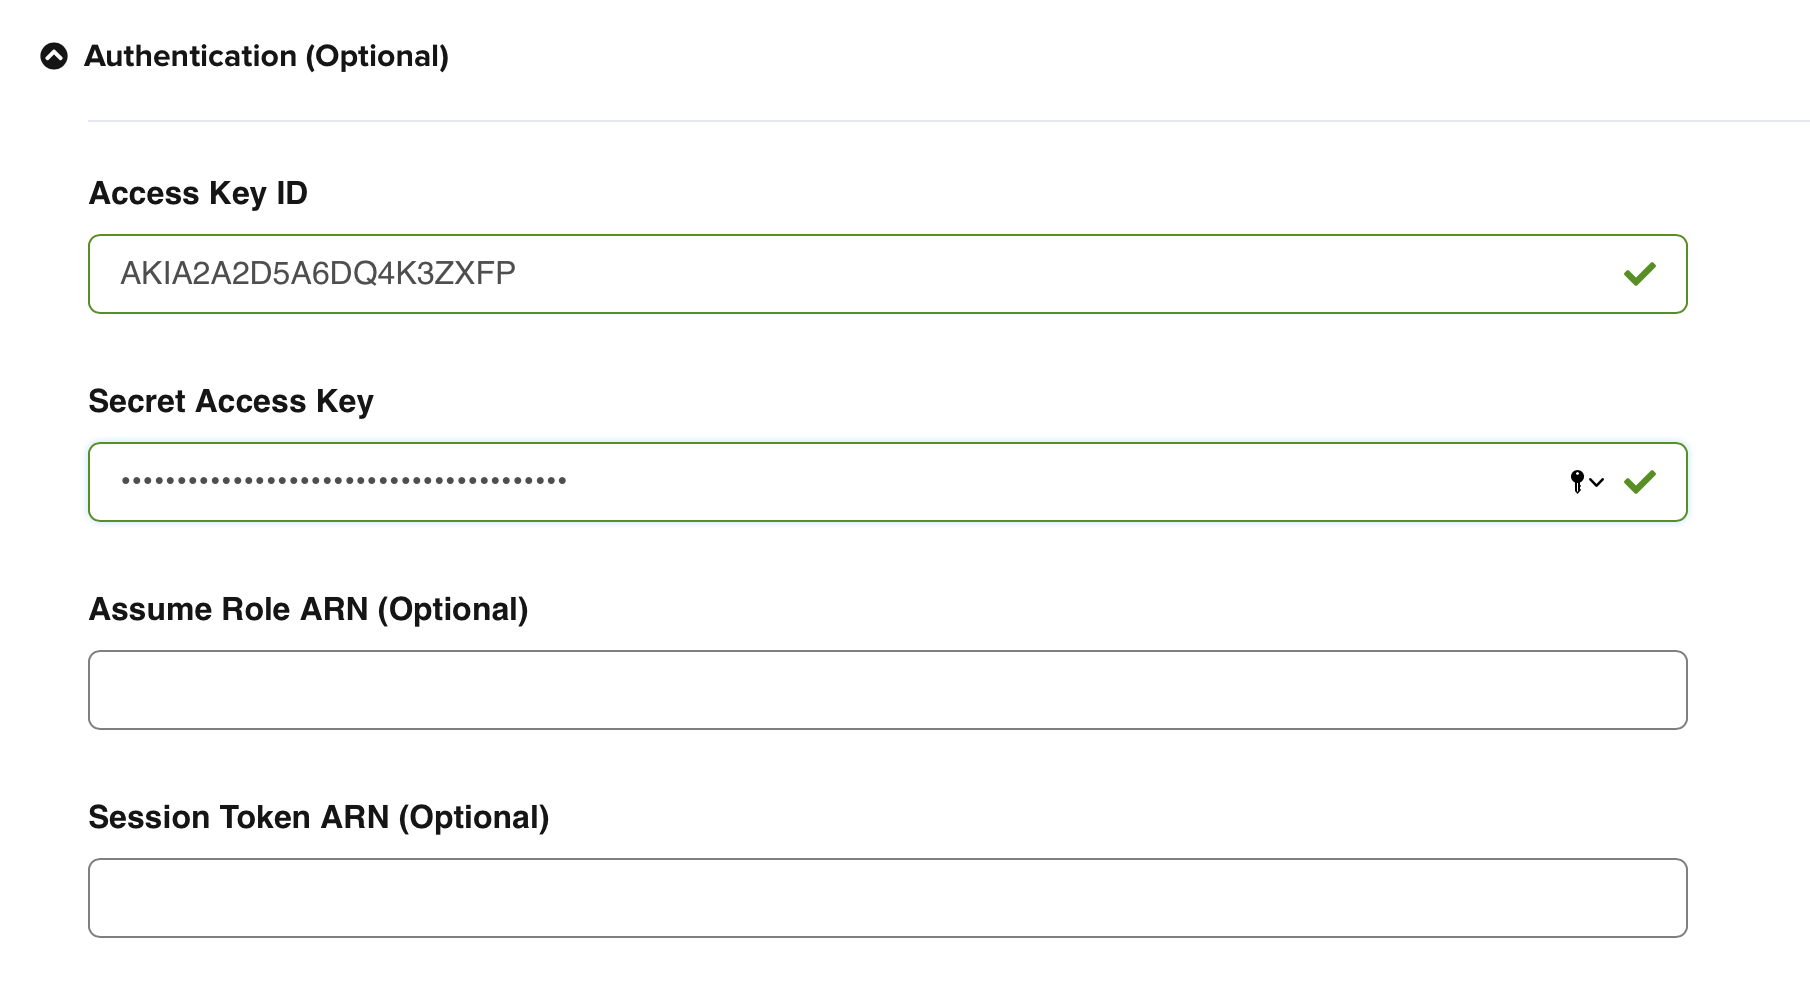 Authentication (Optional)
Access Key ID
AKIA2A2D5A6DQ4K3ZXFP
Secret Access Key
••••••••••••••••••••••••••••••••••••••••
Assume Role ARN (Optional)
Session Token ARN (Optional)